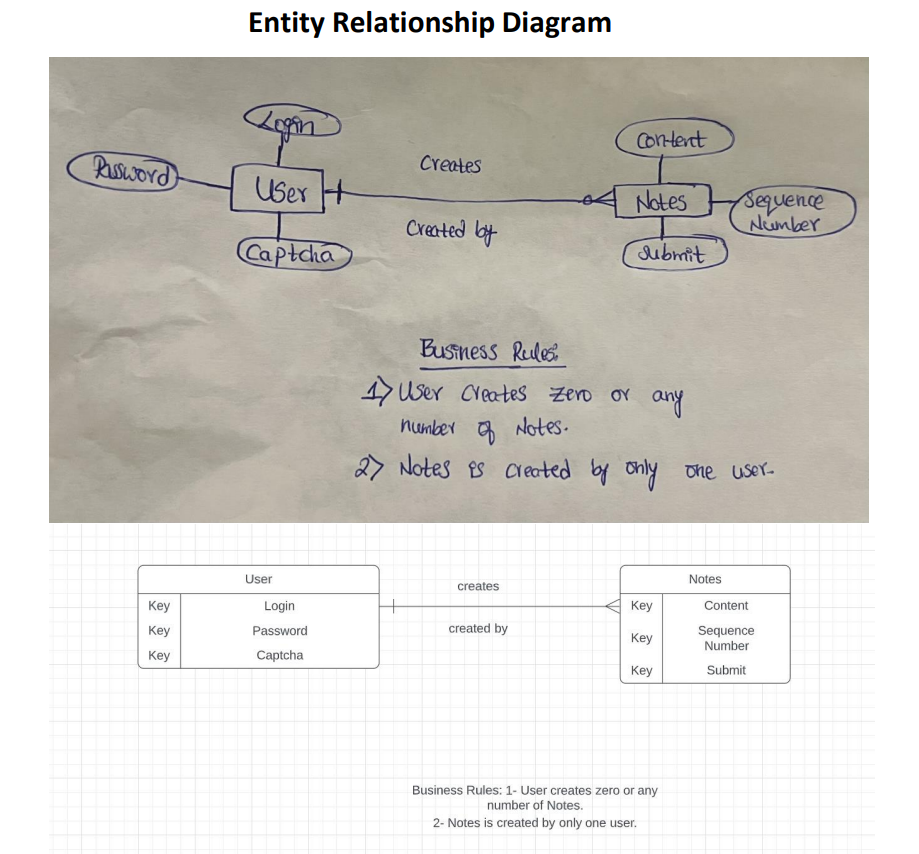 Entity Relationship Diagram
Login
Password
User
Captcha
Creates
Created by
Content
Notes
Sequence
Number
Submit
Business Rules:
1) User Creates Zero or any
number of Notes.
2) Notes is Created by only one user.
User
Key Login
Key Password
Key Captcha
creates
created by
Notes
Key Content
Key Sequence
Number
Key Submit
Business Rules: 1- User creates zero or any
number of Notes.
2- Notes is created by only one user.